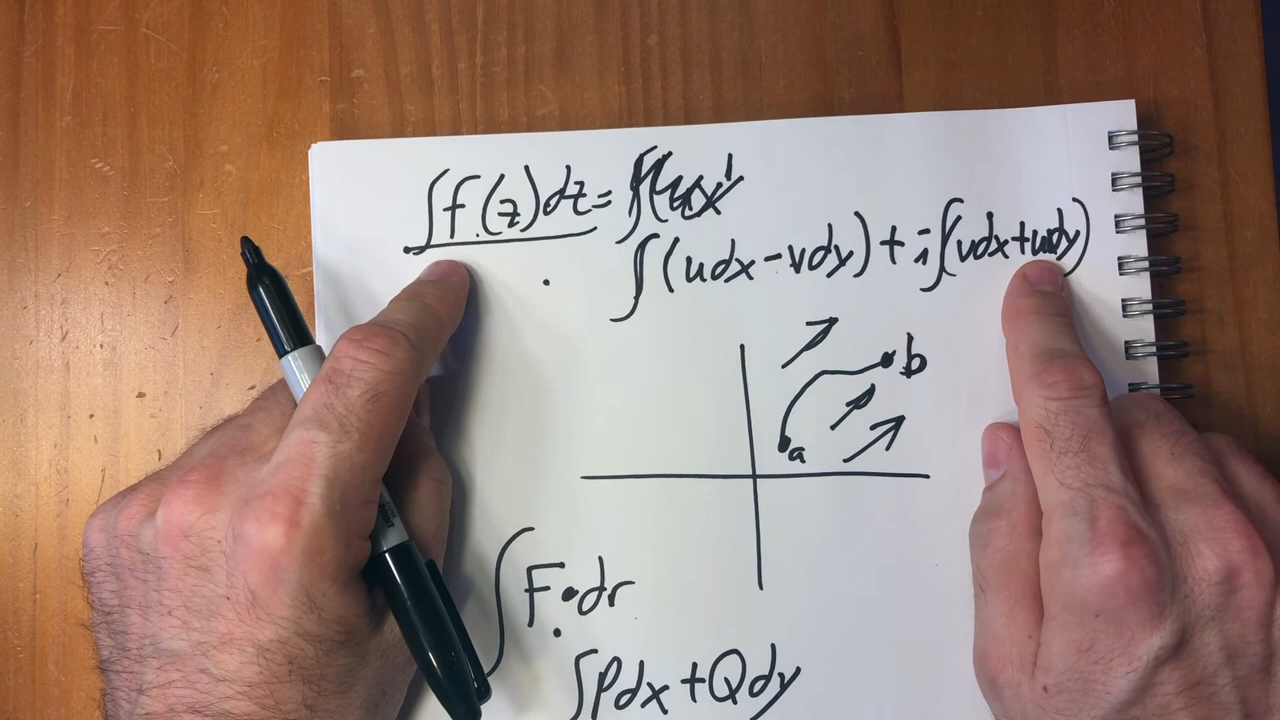 ∫f(z)dz =
∫(udx-vdy)+i∫(vdx+udy)
b
a
∫F•dr
∫Pdx+Qdy